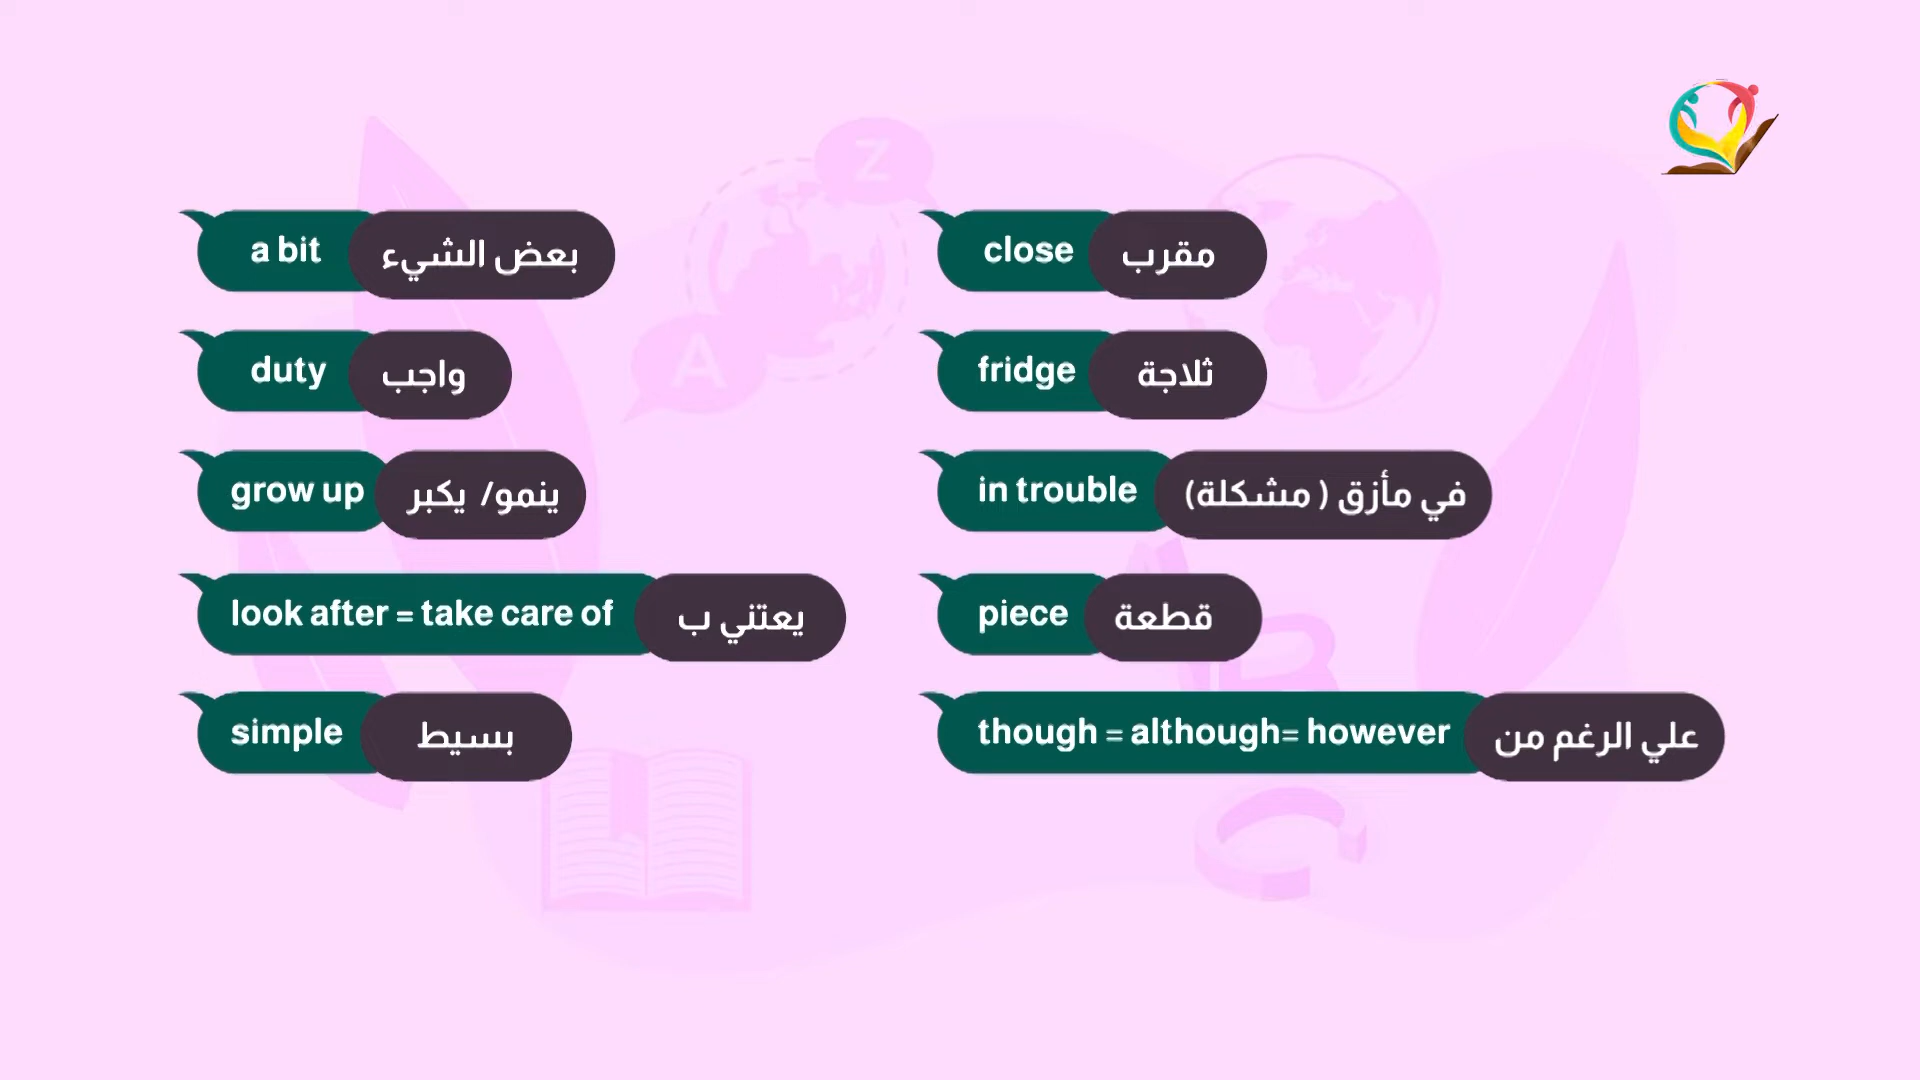 a bit بعض الشيء
duty واجب
grow up ينمو/ يكبر
look after = take care of يعتني ب
simple بسيط
close مقرب
fridge ثلاجة
in trouble في مأزق ( مشكلة)
piece قطعة
though = although= however علي الرغم من
Z
A
B
C